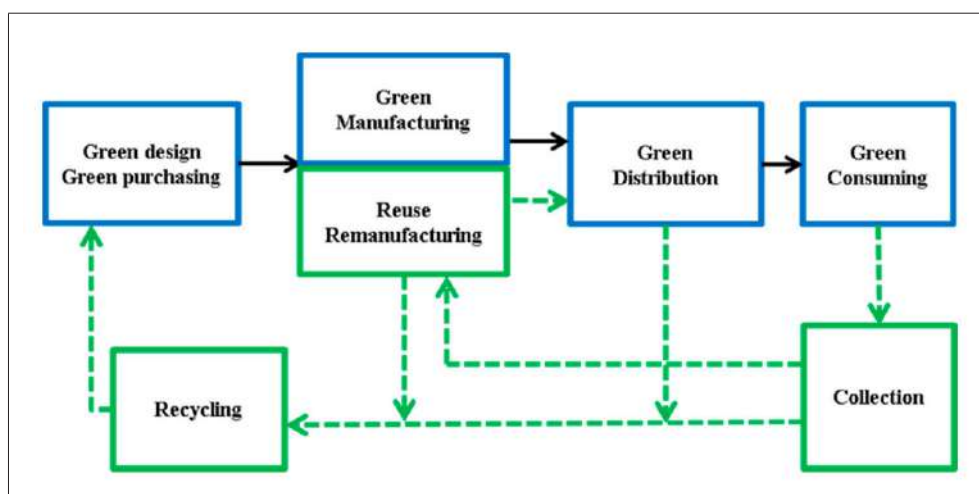 Green design
Green purchasing
Green
Manufacturing
Reuse
Remanufacturing
Green
Distribution
Green
Consuming
Recycling
Collection